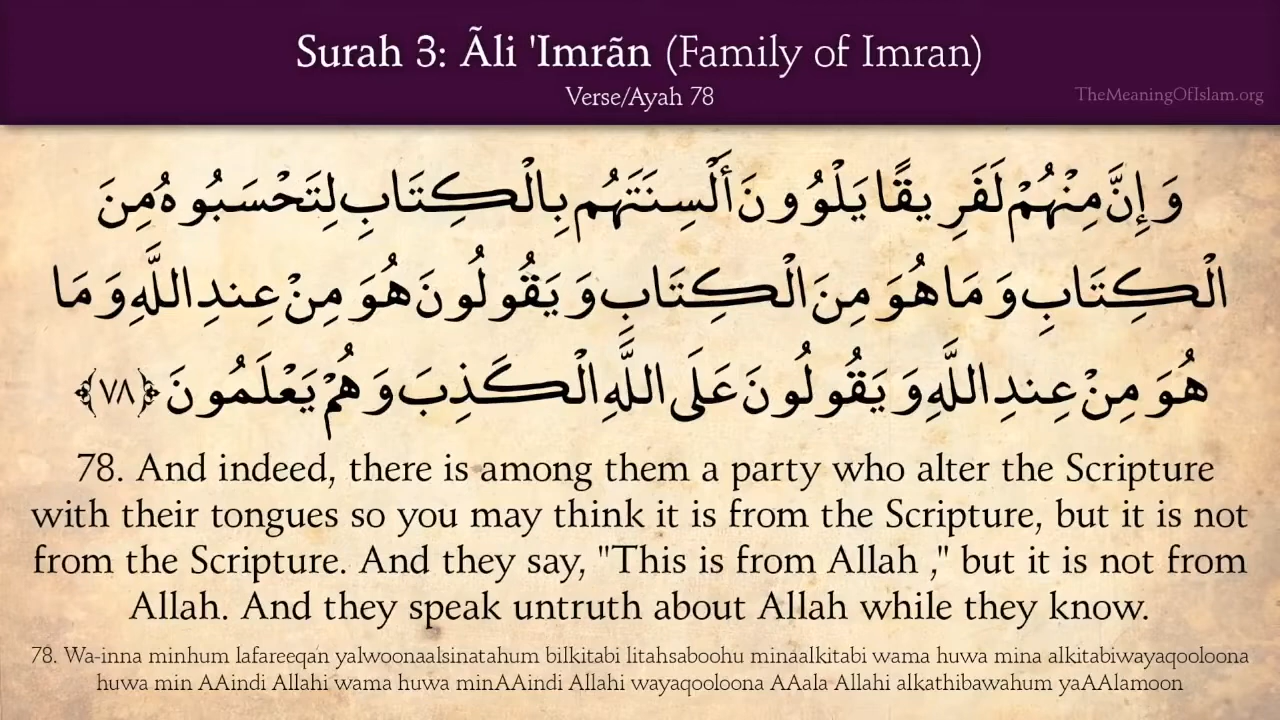 Surah 3: Ãli 'Imrãn (Family of Imran)
Verse/Ayah 78
TheMeaningOfIslam.org
وَإِنَّ مِنْهُمْ لَفَرِيقًا يَلْوُونَ أَلْسِنَتَهُم بِالْكِتَابِ لِتَحْسَبُوهُ مِنَ
الْكِتَابِ وَمَا هُوَ مِنَ الْكِتَابِ وَيَقُولُونَ هُوَ مِنْ عِندِ اللَّهِ وَمَا
هُوَ مِنْ عِندِ اللَّهِ وَيَقُولُونَ عَلَى اللَّهِ الْكَذِبَ وَهُمْ يَعْلَمُونَ ﴿٧٨﴾
78. And indeed, there is among them a party who alter the Scripture
with their tongues so you may think it is from the Scripture, but it is not
from the Scripture. And they say, "This is from Allah ," but it is not from
Allah. And they speak untruth about Allah while they know.
78. Wa-inna minhum lafareeqan yalwoonaalsinatahum bilkitabi litahsaboohu minaalkitabi wama huwa mina alkitabiwayaqooloona
huwa min AAindi Allahi wama huwa minAAindi Allahi wayaqooloona AAala Allahi alkathibawahum yaAAlamoon